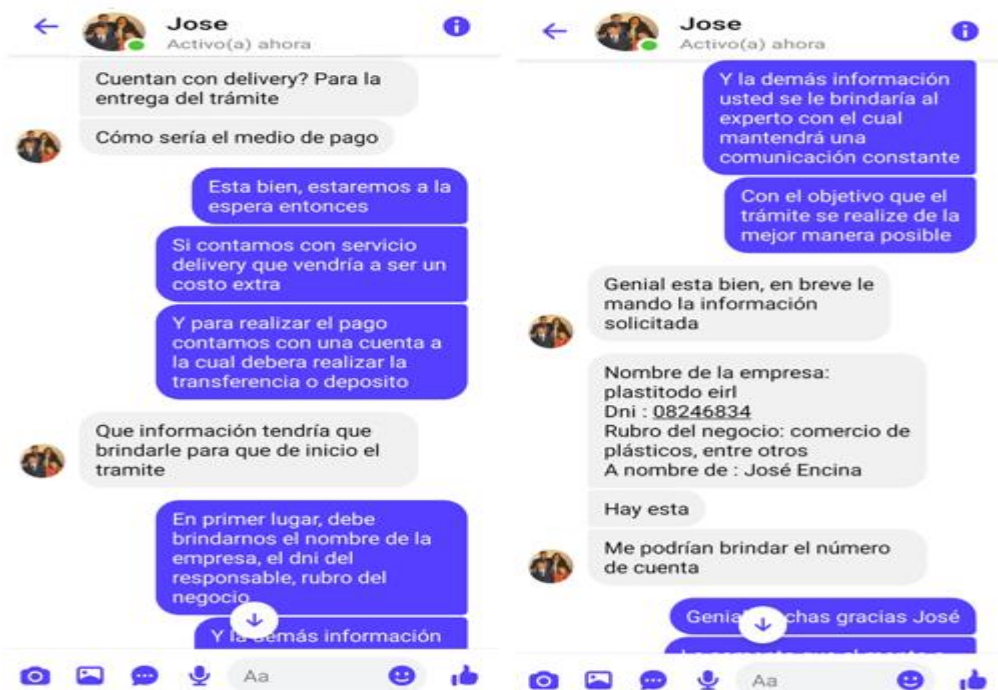 Jose
Activo(a) ahora
Cuentan con delivery? Para la
entrega del trámite
Cómo sería el medio de pago
Esta bien, estaremos a la
espera entonces
Si contamos con servicio
delivery que vendría a ser un
costo extra
Y para realizar el pago
contamos con una cuenta a
la cual debera realizar la
transferencia o deposito
Que información tendría que
brindarle para que de inicio el
tramite
En primer lugar, debe
brindarnos el nombre de la
empresa, el dni del
responsable, rubro del
negocio
Y la demás información
Aa
Jose
Activo(a) ahora
Y la demás información
usted se le brindaría al
experto con el cual
mantendrá una
comunicación constante
Con el objetivo que el
trámite se realize de la
mejor manera posible
Genial esta bien, en breve le
mando la información
solicitada
Nombre de la empresa:
plastitodo eirl
Dni : 08246834
Rubro del negocio: comercio de
plásticos, entre otros
A nombre de : José Encina
Hay esta
Me podrían brindar el número
de cuenta
gracias José
Aa